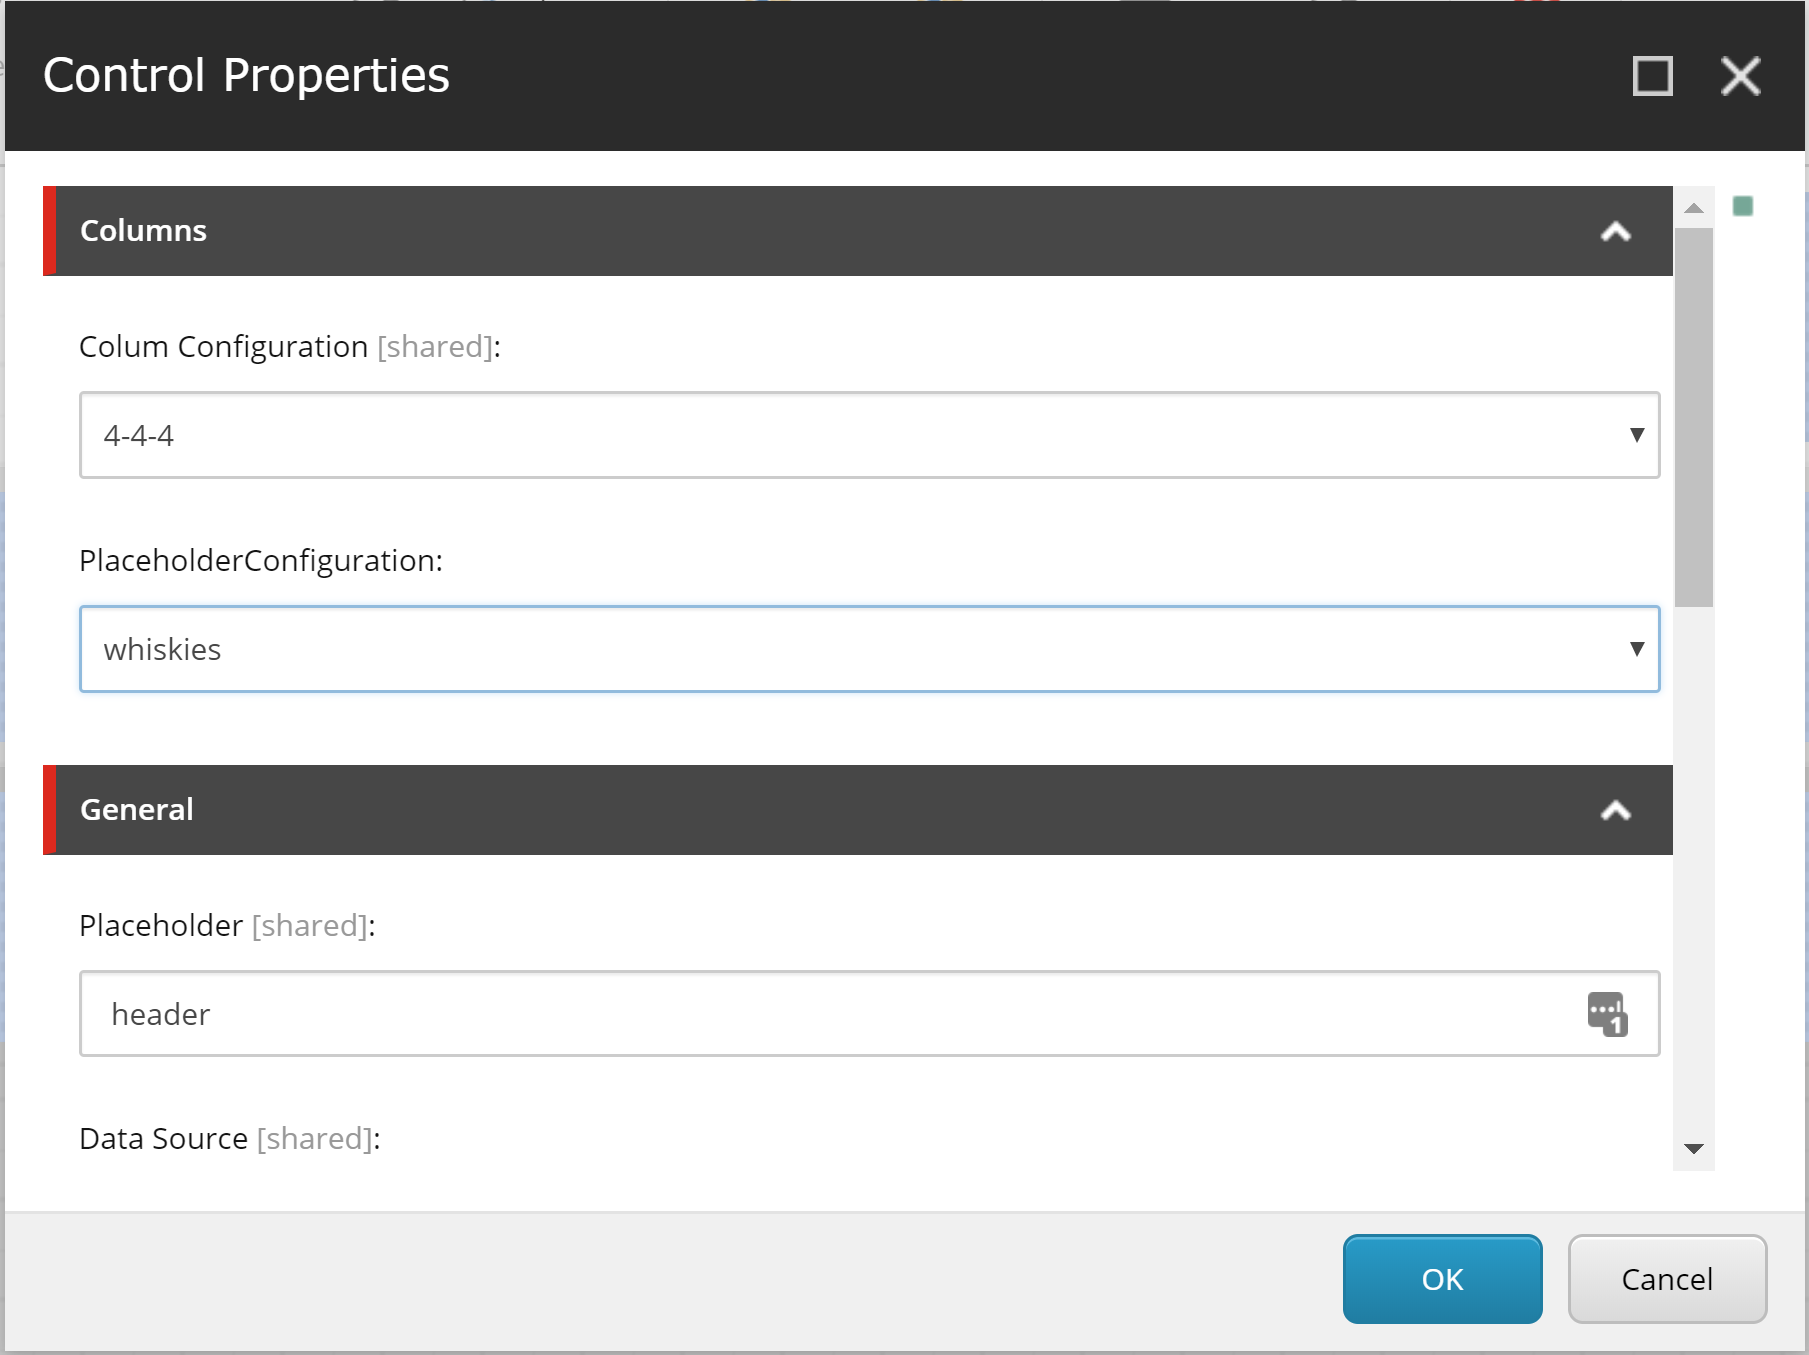 Control Properties
Columns
Colum Configuration [shared]:
4-4-4
PlaceholderConfiguration:
whiskies
General
Placeholder [shared]:
header
1
Data Source [shared]:
OK
Cancel